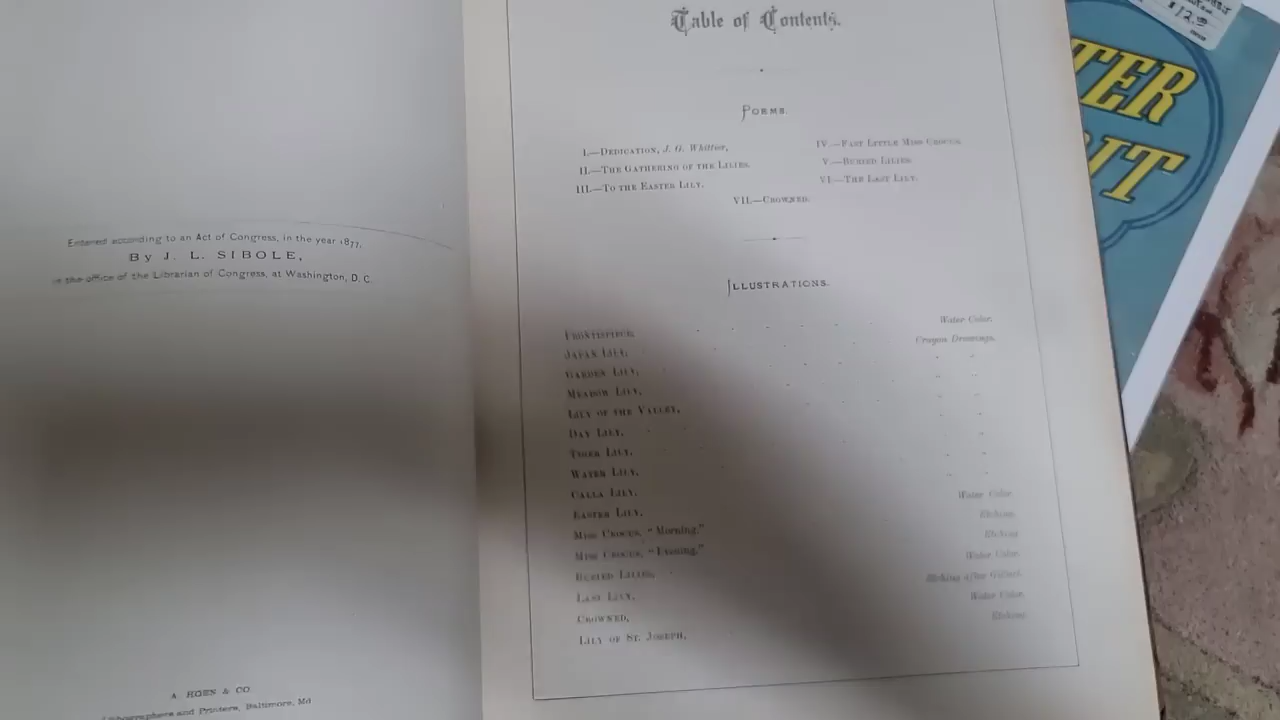 Entered according to an Act of Congress, in the year 1877,
By J. L. SIBOLE,
in the office of the Librarian of Congress, at Washington, D. C.
A. HOEN & CO
Lithographers and Printers, Baltimore, Md
Table of Contents.
POEMS.
I.—DEDICATION, J. G. Whittier,
II.—THE GATHERING OF THE LILIES.
III.—TO THE EASTER LILY.
IV.—FAST LITTLE MISS CROCUS.
V.—BURIED LILIES.
VI.—THE LAST LILY.
VII.—CROWNED.
ILLUSTRATIONS.
FRONTISPIECE, Water Color.
JAPAN LILY, Crayon Drawings.
GARDEN LILY,
MEADOW LILY,
LILY OF THE VALLEY,
DAY LILY,
TIGER LILY,
WATER LILY,
CALLA LILY,
EASTER LILY, Water Color.
MISS CROCUS, "Morning," Etching.
MISS CROCUS, "Evening," Etching
BURIED LILIES, Water Color.
LAST LILY, Etching after
CROWNED, Water Color.
LILY OF ST. JOSEPH, Etching.
TER
IT
$12.00